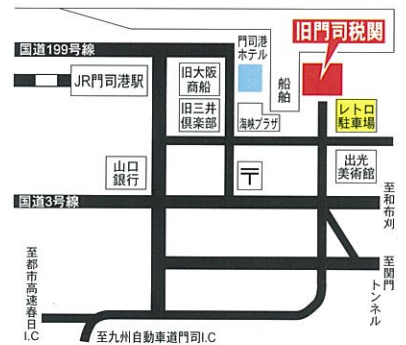 旧門司税関
国道199号線
門司港
ホテル
JR門司港駅
旧大阪
商船
船舶
旧三井
倶楽部
海峡プラザ
レトロ
駐車場
山口
銀行
〒
出光
美術館
国道3号線
至和布刈
至都市高速春日I.C
至関門トンネル
至九州自動車道門司I.C